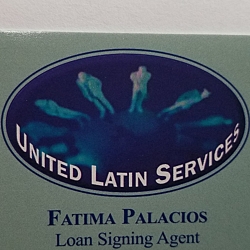 UNITED LATIN SERVICES
FATIMA PALACIOS
Loan Signing Agent